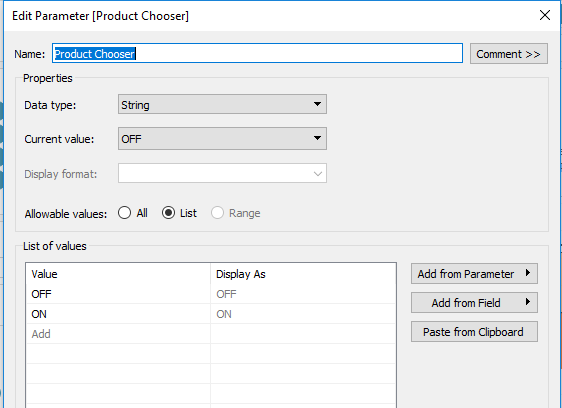 Edit Parameter [Product Chooser]
Name: Product Chooser Comment >>
Properties
Data type: String
Current value: OFF
Display format:
Allowable values: All List Range
List of values
Value Display As
OFF OFF
ON ON
Add
Add from Parameter
Add from Field
Paste from Clipboard